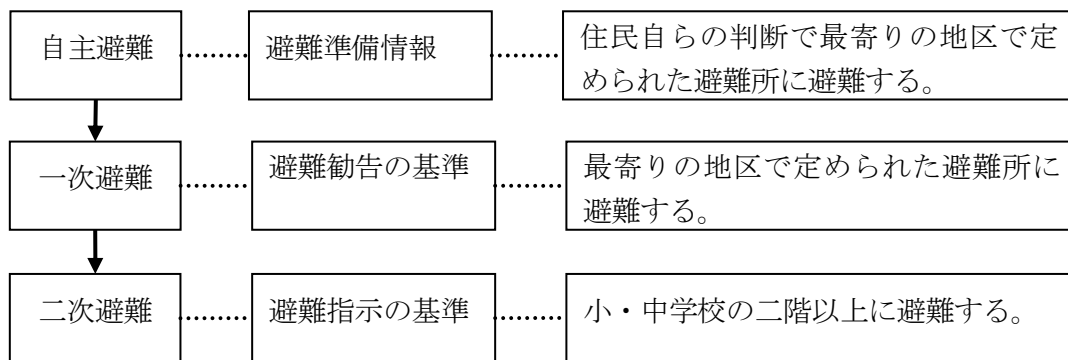 自主避難
避難準備情報
住民自らの判断で最寄りの地区で定
められた避難所に避難する。
一次避難
避難勧告の基準
最寄りの地区で定められた避難所に
避難する。
二次避難
避難指示の基準
小・中学校の二階以上に避難する。